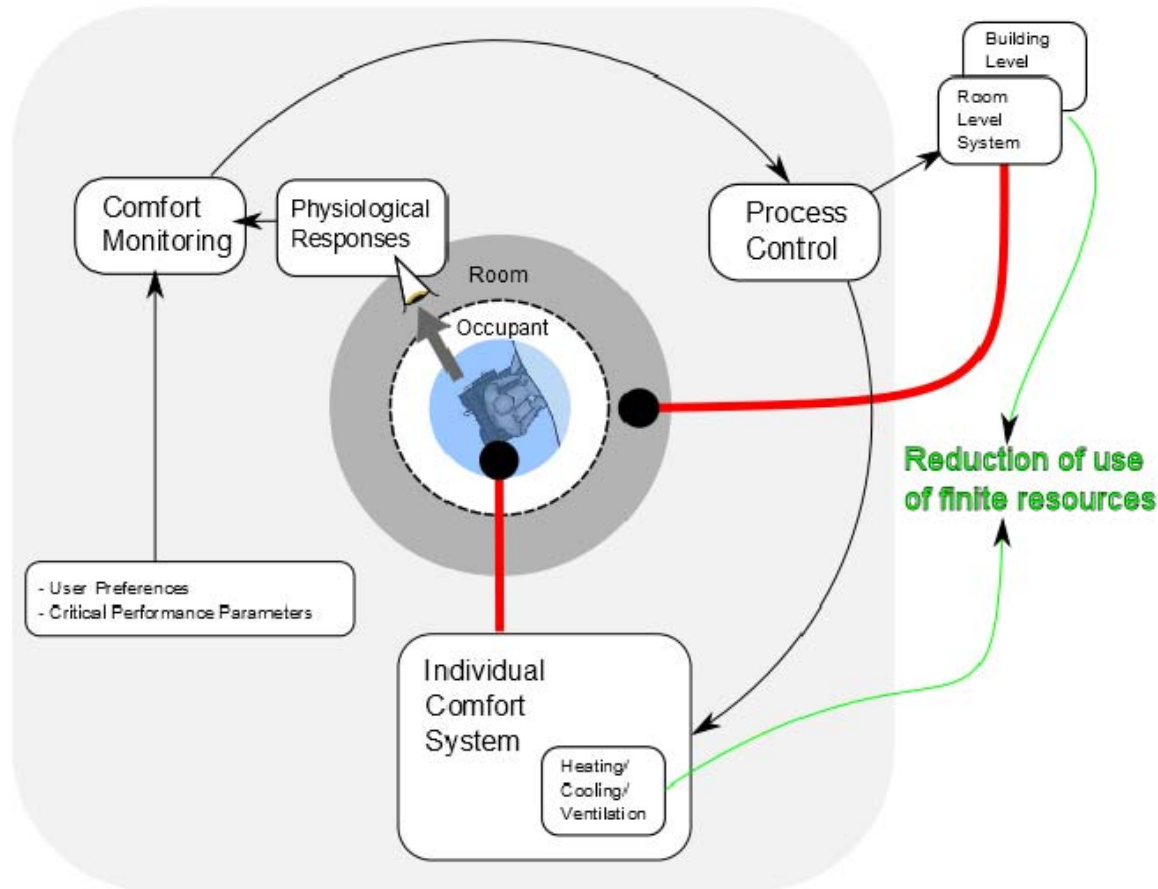 Building
Level
Room
Level
System
Comfort
Monitoring
Physiological
Responses
Process
Control
Room
Occupant
Reduction of use
of finite resources
- User Preferences
- Critical Performance Parameters
Individual
Comfort
System
Heating/
Cooling/
Ventilation